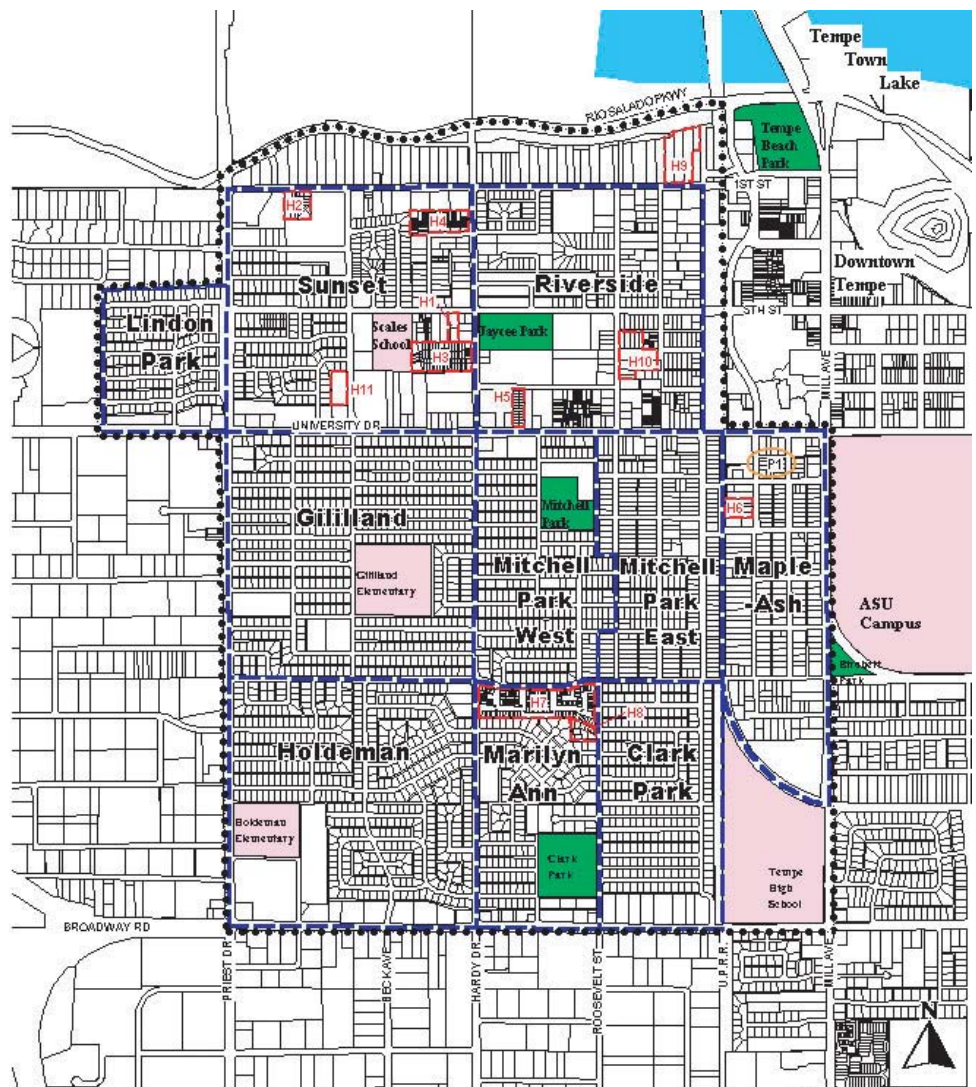 Tempe
Town
Lake
RIO SALADO PKWY
Tempe
Beach
Park
H9
1ST ST
H2
H4
Downtown
Tempe
Sunset
Riverside
H1
5TH ST
Lindon
Park
Scales
School
Jaycee Park
H3
H10
MILL AVE
H11
H5
UNIVERSITY DR
EP1
Gililland
Mitchell
Park
H6
Gililland
Elementary
Mitchell
Park
West
Mitchell
Park
East
Maple
-Ash
ASU
Campus
Park
H7
H8
Holdeman
Marilyn
Ann
Clark
Park
Holdeman
Elementary
Clark
Park
Tempe
High
School
BROADWAY RD
PRIEST DR
BECK AVE
HARDY DR
ROOSEVELT ST
U.P.R.R.
MILL AVE
N